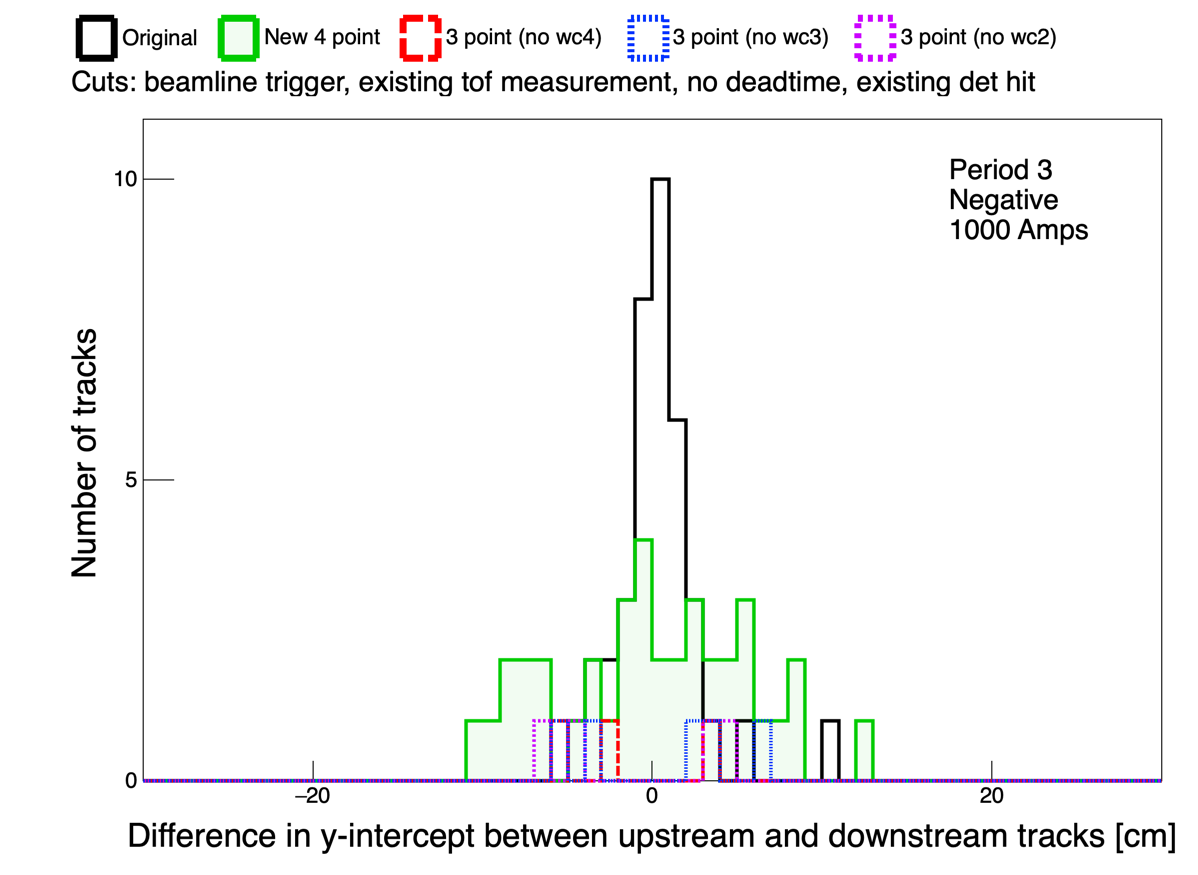 Original New 4 point 3 point (no wc4) 3 point (no wc3) 3 point (no wc2)
Cuts: beamline trigger, existing tof measurement, no deadtime, existing det hit
Period 3
Negative
1000 Amps
10
5
0
Number of tracks
−20 0 20
Difference in y-intercept between upstream and downstream tracks [cm]